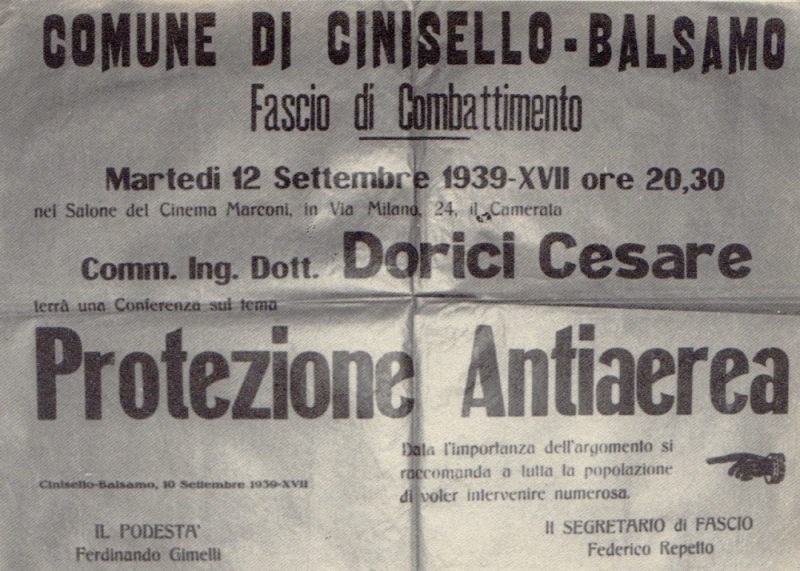 COMUNE DI CINISELLO-BALSAMO
Fascio di Combattimento
Martedi 12 Settembre 1939-XVII ore 20,30
nel Salone del Cinema Marconi, in Via Milano, 24, il Camerata
Comm. Ing. Dott. Dorici Cesare
terrà una Conferenza sul tema
Protezione Antiaerea
Data l'importanza dell'argomento si
raccomanda a tutta la popolazione
di voler intervenire numerosa.
Cinisello-Balsamo, 10 Settembre 1939-XVII
IL PODESTA'
Ferdinando Gimelli
Il SEGRETARIO di FASCIO
Federico Repetto